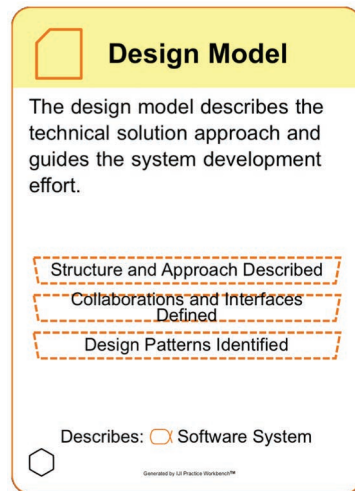 Design Model
The design model describes the
technical solution approach and
guides the system development
effort.
Structure and Approach Described
Collaborations and Interfaces
Defined
Design Patterns Identified
Describes: Software System
Generated by IJI Practice Workbench™